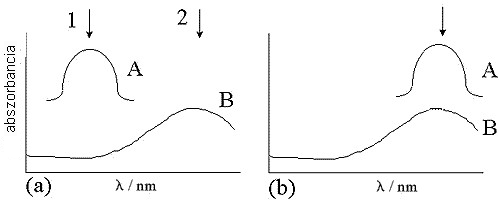 1
2
A
B
abszorbancia
(a)
λ / nm
A
B
(b)
λ / nm